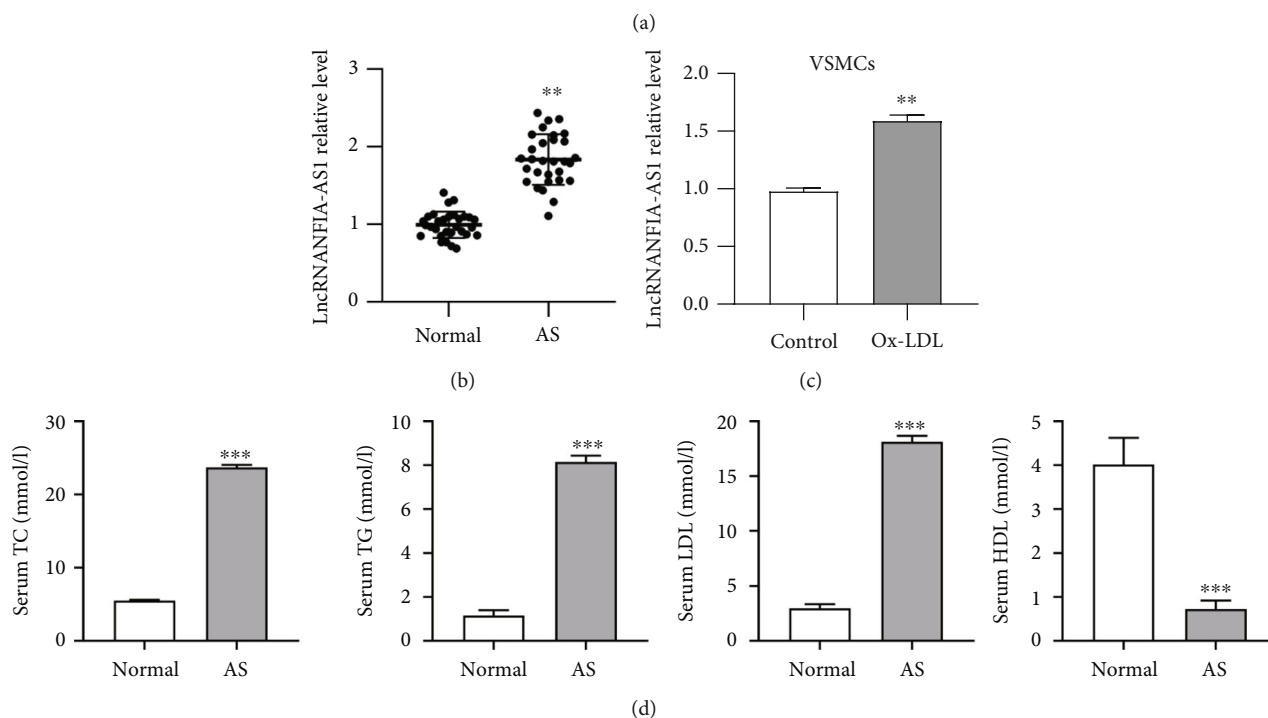 (a)
LncRNANFIA-AS1 relative level
3
2
1
0
**
Normal
AS
(b)
LncRNANFIA-AS1 relative level
VSMCs
2.0
1.5
1.0
0.5
0.0
**
Control
Ox-LDL
(c)
Serum TC (mmol/l)
30
20
10
0
***
Normal
AS
Serum TG (mmol/l)
10
8
6
4
2
0
***
Normal
AS
Serum LDL (mmol/l)
20
15
10
5
0
***
Normal
AS
Serum HDL (mmol/l)
5
4
3
2
1
0
***
Normal
AS
(d)